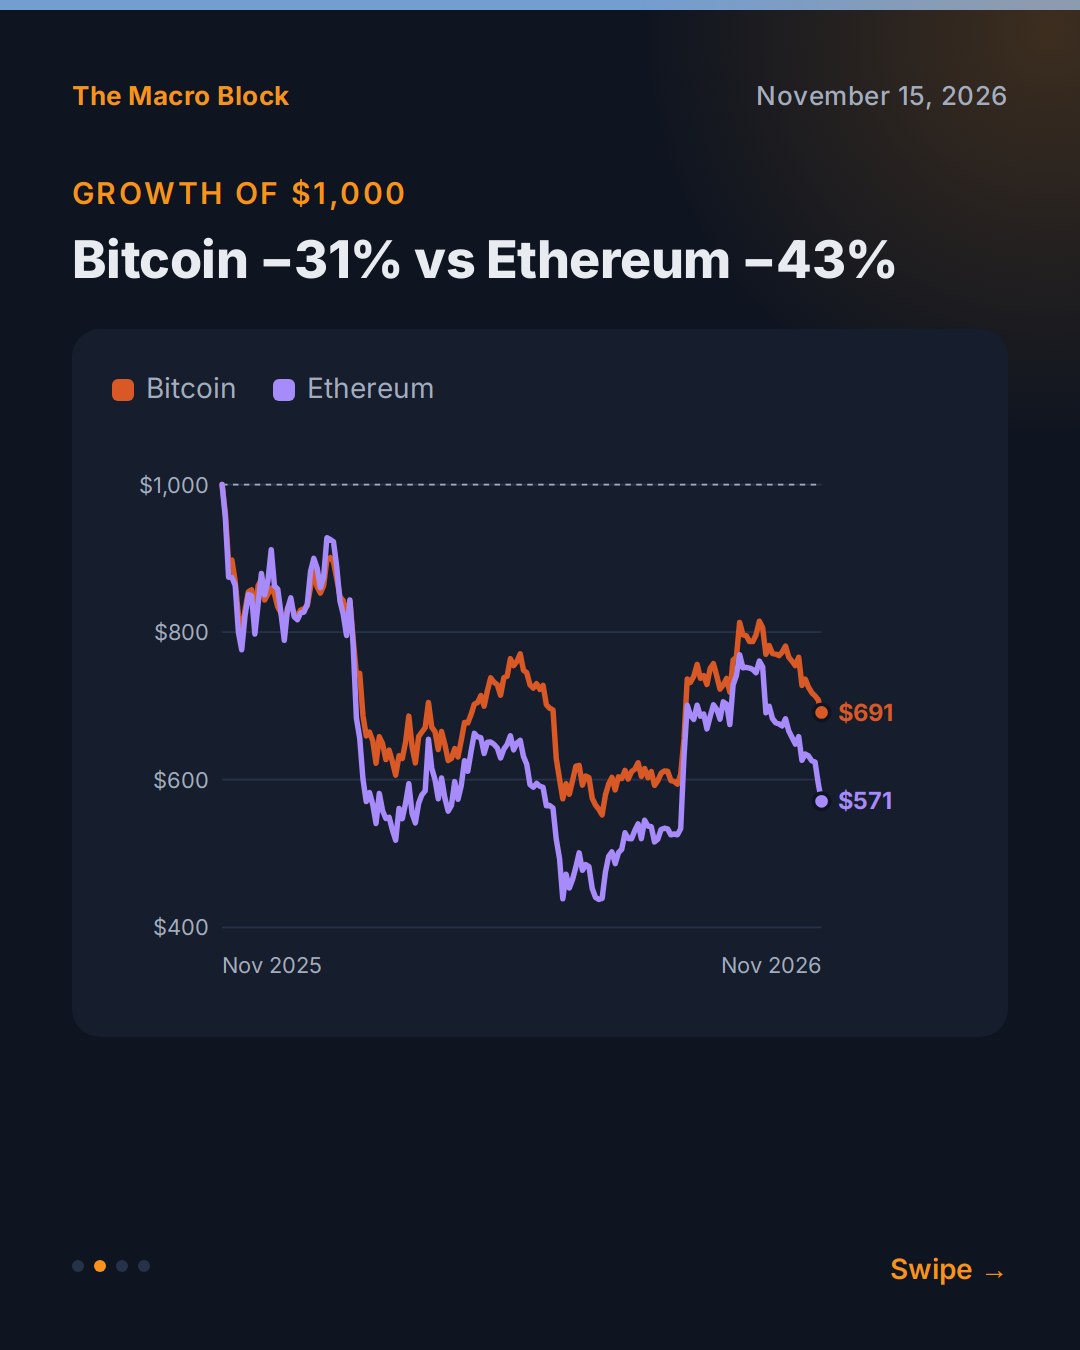 The Macro Block
November 15, 2026
GROWTH OF $1,000
Bitcoin −31% vs Ethereum −43%
Bitcoin
Ethereum
$1,000
$800
$691
$600
$571
$400
Nov 2025
Nov 2026
Swipe →